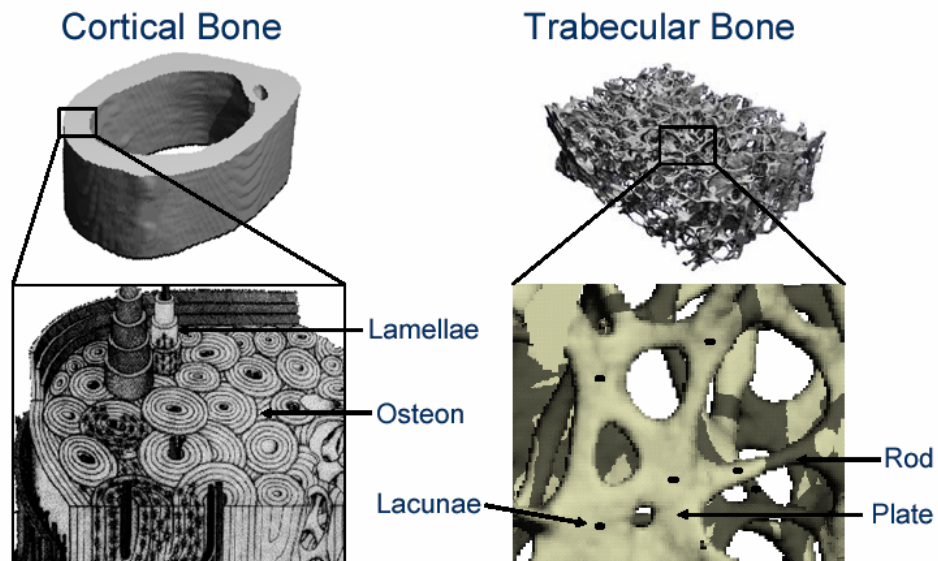 Cortical Bone
Trabecular Bone
Lamellae
Osteon
Lacunae
Rod
Plate